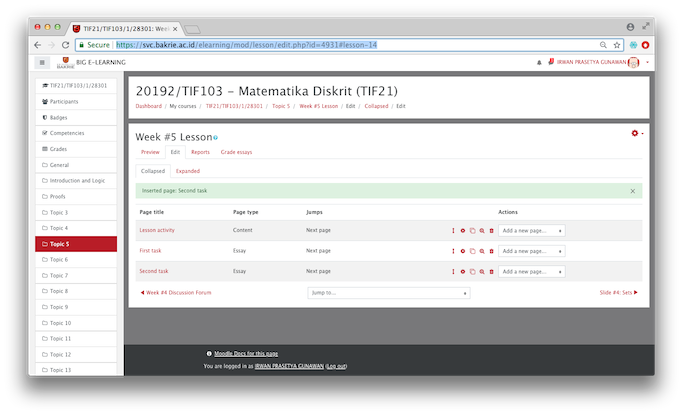 TIF21/TIF103/1/28301: Week
Secure
https://svc.bakrie.ac.id/elearning/mod/lesson/edit.php?id=4931#lesson-14
BAKRIE
BIG E-LEARNING
IRWAN PRASETYA GUNAWAN
TIF21/TIF103/1/28301
Participants
Badges
Competencies
Grades
General
Introduction and Logic
Proofs
Topic 3
Topic 4
Topic 5
Topic 6
Topic 7
Topic 8
Topic 9
Topic 10
Topic 11
Topic 12
Topic 13
20192/TIF103 – Matematika Diskrit (TIF21)
Dashboard / My courses / TIF21/TIF103/1/28301 / Topic 5 / Week #5 Lesson / Edit / Collapsed / Edit
Week #5 Lesson
Preview Edit Reports Grade essays
Collapsed Expanded
Inserted page: Second task ×
Page title Page type Jumps Actions
Lesson activity Content Next page Add a new page...
First task Essay Next page Add a new page...
Second task Essay Next page Add a new page...
◀ Week #4 Discussion Forum Jump to... Slide #4: Sets ▶
Moodle Docs for this page
You are logged in as IRWAN PRASETYA GUNAWAN (Log out)